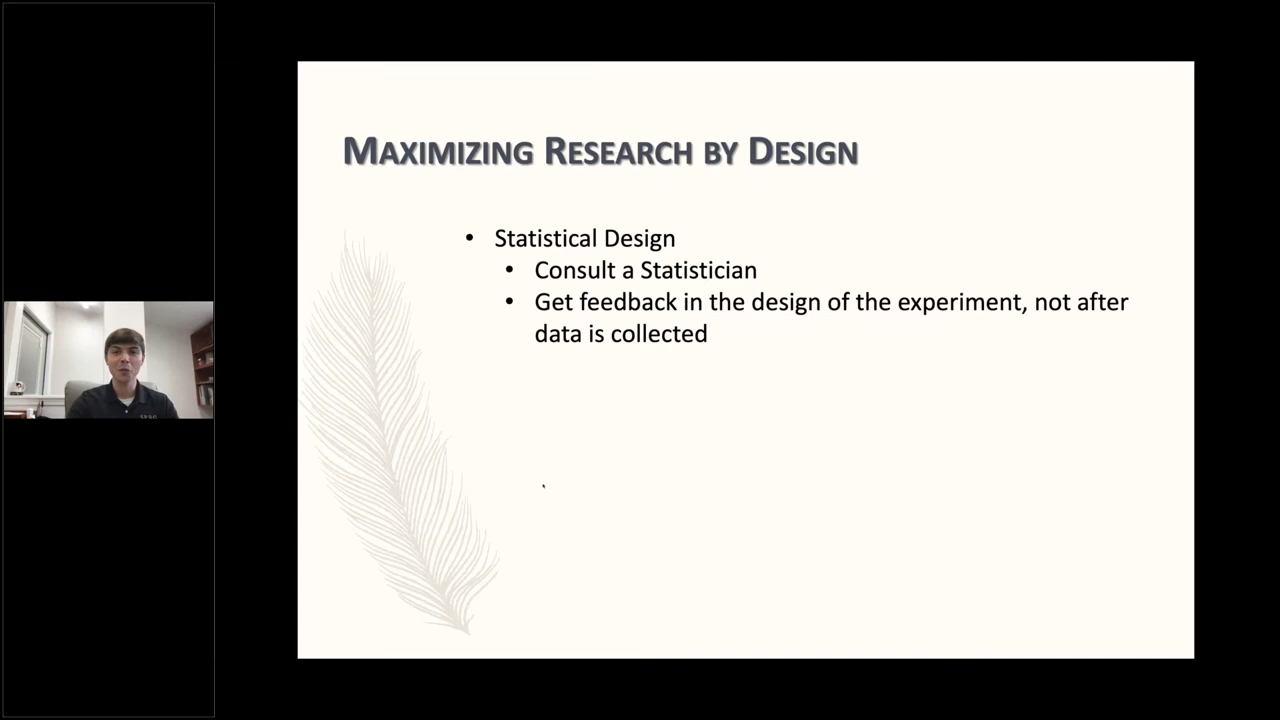 MAXIMIZING RESEARCH BY DESIGN
• Statistical Design
• Consult a Statistician
• Get feedback in the design of the experiment, not after
data is collected